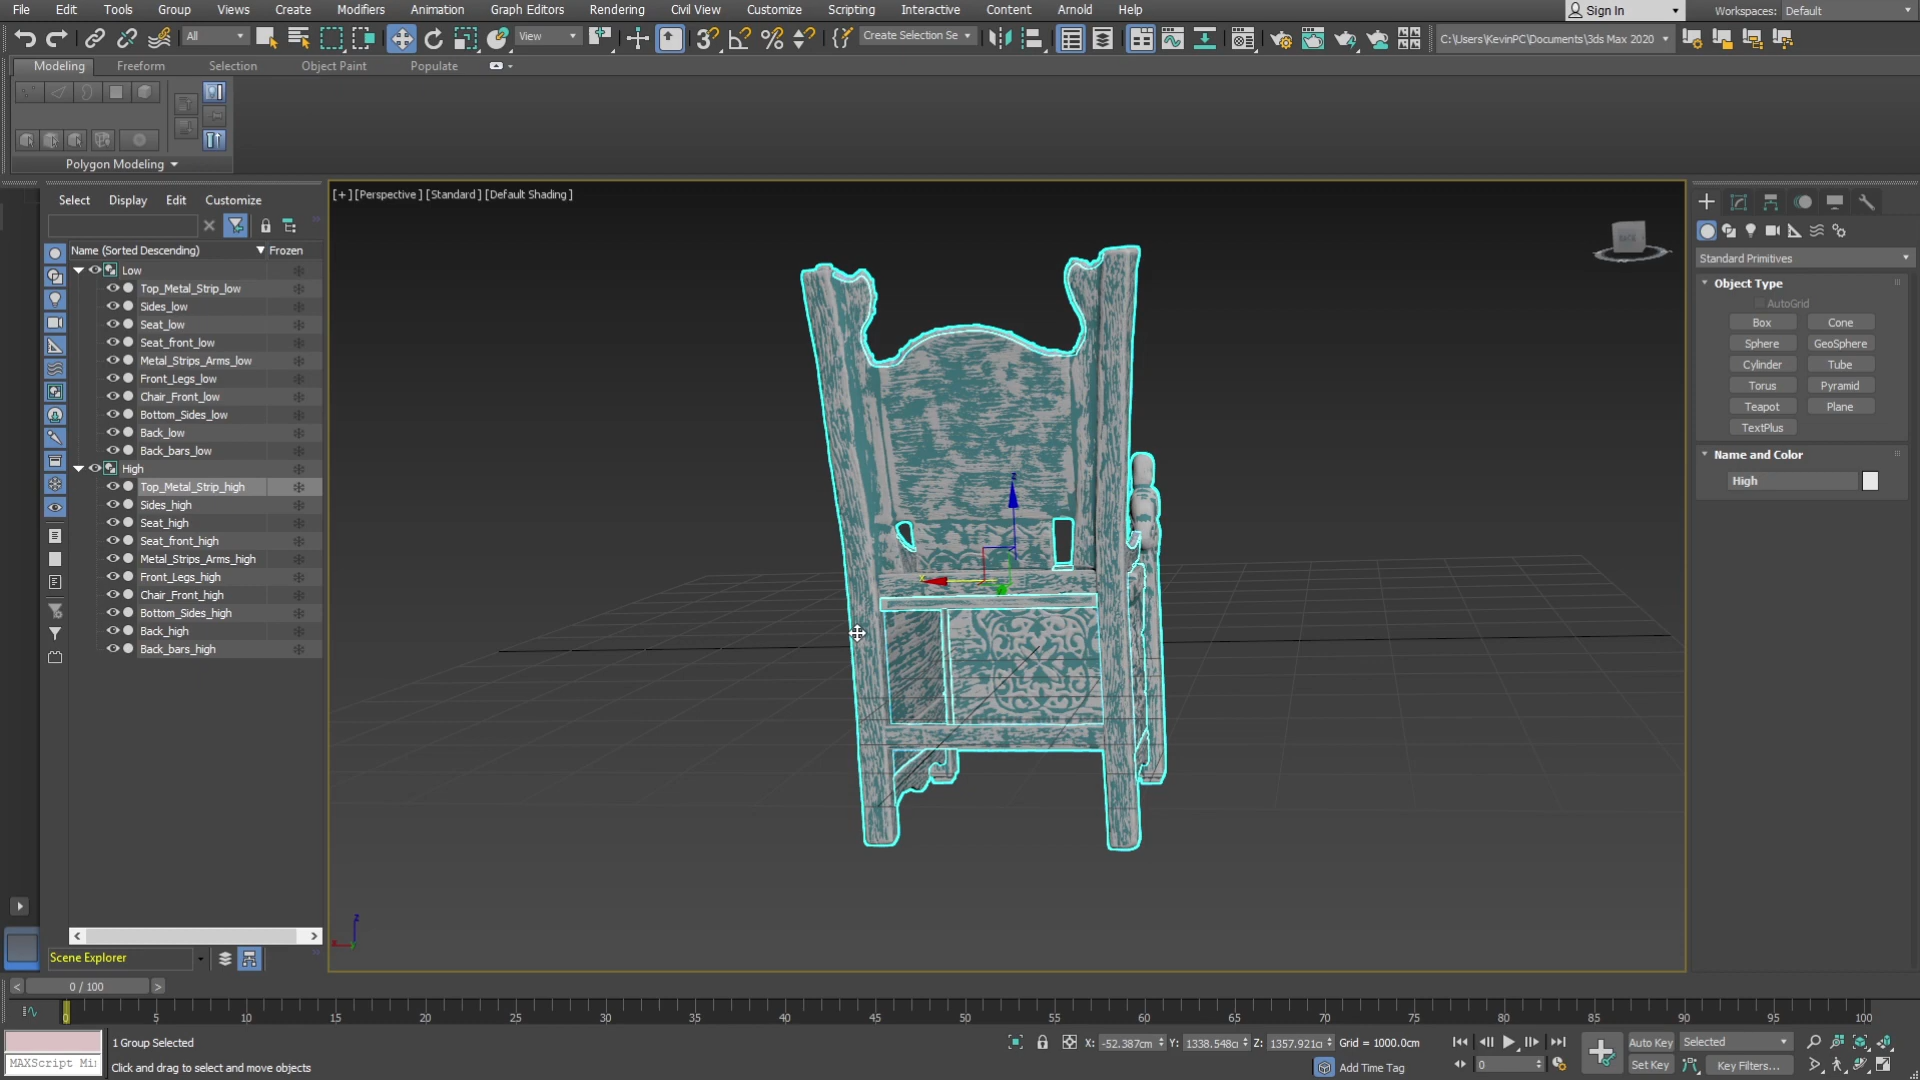 File Edit Tools Group Views Create Modifiers Animation Graph Editors Rendering Civil View Customize Scripting Interactive Content Arnold Help Sign In Workspaces: Default
All View Create Selection Se C:\Users\KevinPC\Documents\3ds Max 2020
Modeling Freeform Selection Object Paint Populate
Polygon Modeling
Select Display Edit Customize
[+] [Perspective] [Standard] [Default Shading]
Name (Sorted Descending) Frozen
Low
Top_Metal_Strip_low
Sides_low
Seat_low
Seat_front_low
Metal_Strips_Arms_low
Front_Legs_low
Chair_Front_low
Bottom_Sides_low
Back_low
Back_bars_low
High
Top_Metal_Strip_high
Sides_high
Seat_high
Seat_front_high
Metal_Strips_Arms_high
Front_Legs_high
Chair_Front_high
Bottom_Sides_high
Back_high
Back_bars_high
Scene Explorer
z
x
z
Standard Primitives
Object Type
AutoGrid
Box Cone
Sphere GeoSphere
Cylinder Tube
Torus Pyramid
Teapot Plane
TextPlus
Name and Color
High
0 / 100
0 5 10 15 20 25 30 35 40 45 50 55 60 65 70 75 80 85 90 95 100
1 Group Selected X: -52.387cm Y: 1338.548c Z: 1357.921c Grid = 1000.0cm Auto Key Selected
MAXScript Mi Click and drag to select and move objects Add Time Tag 0 Set Key Key Filters...